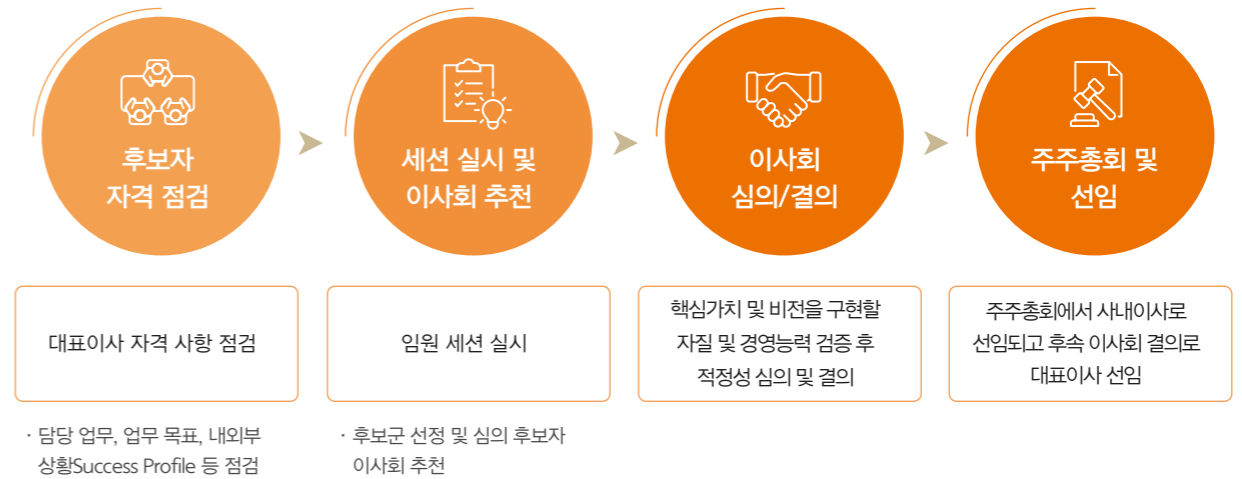 후보자
자격 점검
세션 실시 및
이사회 추천
이사회
심의/결의
주주총회 및
선임
대표이사 자격 사항 점검
임원 세션 실시
핵심가치 및 비전을 구현할
자질 및 경영능력 검증 후
적정성 심의 및 결의
주주총회에서 사내이사로
선임되고 후속 이사회 결의로
대표이사 선임
· 담당 업무, 업무 목표, 내외부
상황Success Profile 등 점검
· 후보군 선정 및 심의 후보자
이사회 추천